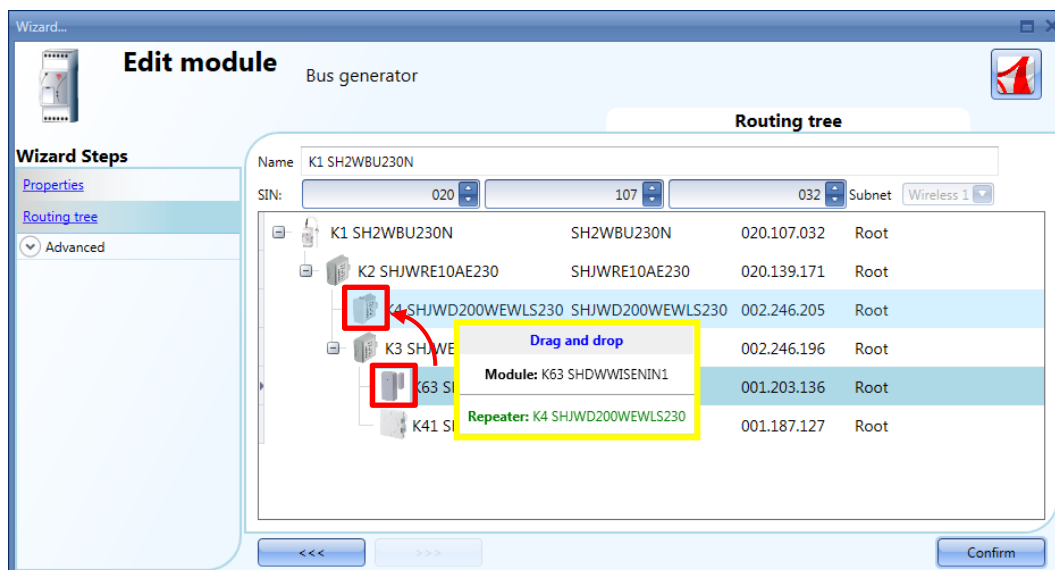 Wizard...
Edit module
Bus generator
Routing tree
Wizard Steps
Properties
Routing tree
Advanced
Name K1 SH2WBU230N
SIN: 020 107 032 Subnet Wireless 1
K1 SH2WBU230N SH2WBU230N 020.107.032 Root
K2 SHJWRE10AE230 SHJWRE10AE230 020.139.171 Root
K4 SHJWD200WEWLS230 SHJWD200WEWLS230 002.246.205 Root
K3 002.246.196 Root
K63 001.203.136 Root
K41 001.187.127 Root
Drag and drop
Module: K63 SHDWWISENIN1
Repeater: K4 SHJWD200WEWLS230
<<< >>> Confirm